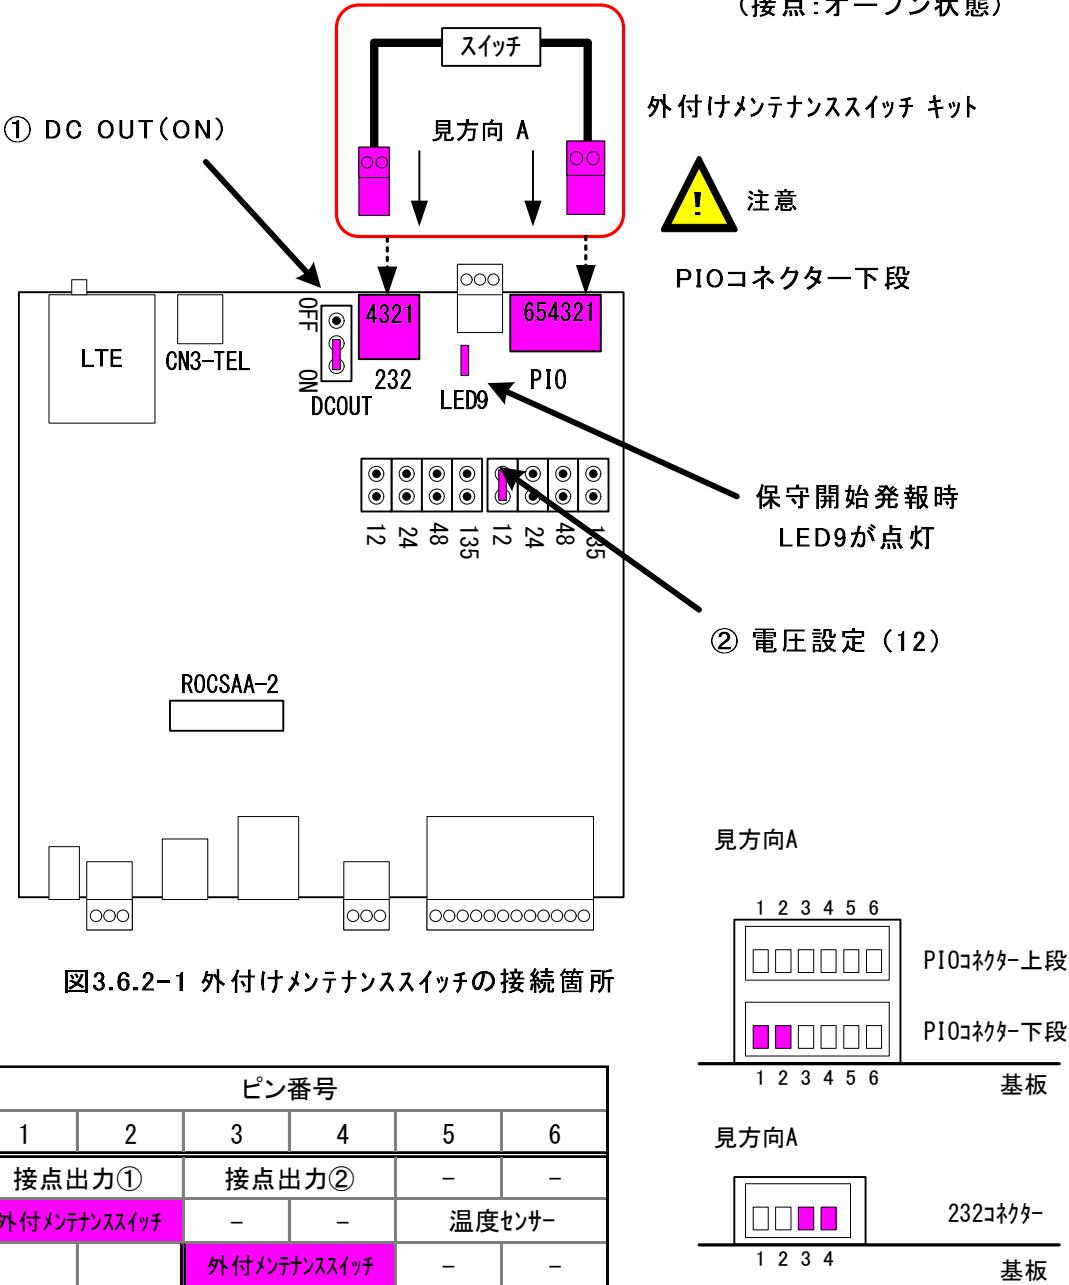 (接点:オープン状態)
スイッチ
外付けメンテナンススイッチ キット
① DC OUT(ON)
見方向 A
! 注意
PIOコネクター下段
OFF
4321
654321
LTE
CN3-TEL
ON
DCOUT
232
LED9
PIO
12 24 48 135 12 24 48 135
保守開始発報時
LED9が点灯
② 電圧設定 (12)
ROCSAA-2
図3.6.2-1 外付けメンテナンススイッチの接続箇所
見方向A
1 2 3 4 5 6
PIOコネクター上段
PIOコネクター下段
1 2 3 4 5 6
基板
見方向A
232コネクター
1 2 3 4
基板
ピン番号
1 2 3 4 5 6
接点出力① 接点出力② - -
外付メンテナンススイッチ - - 温度センサー
外付メンテナンススイッチ - -